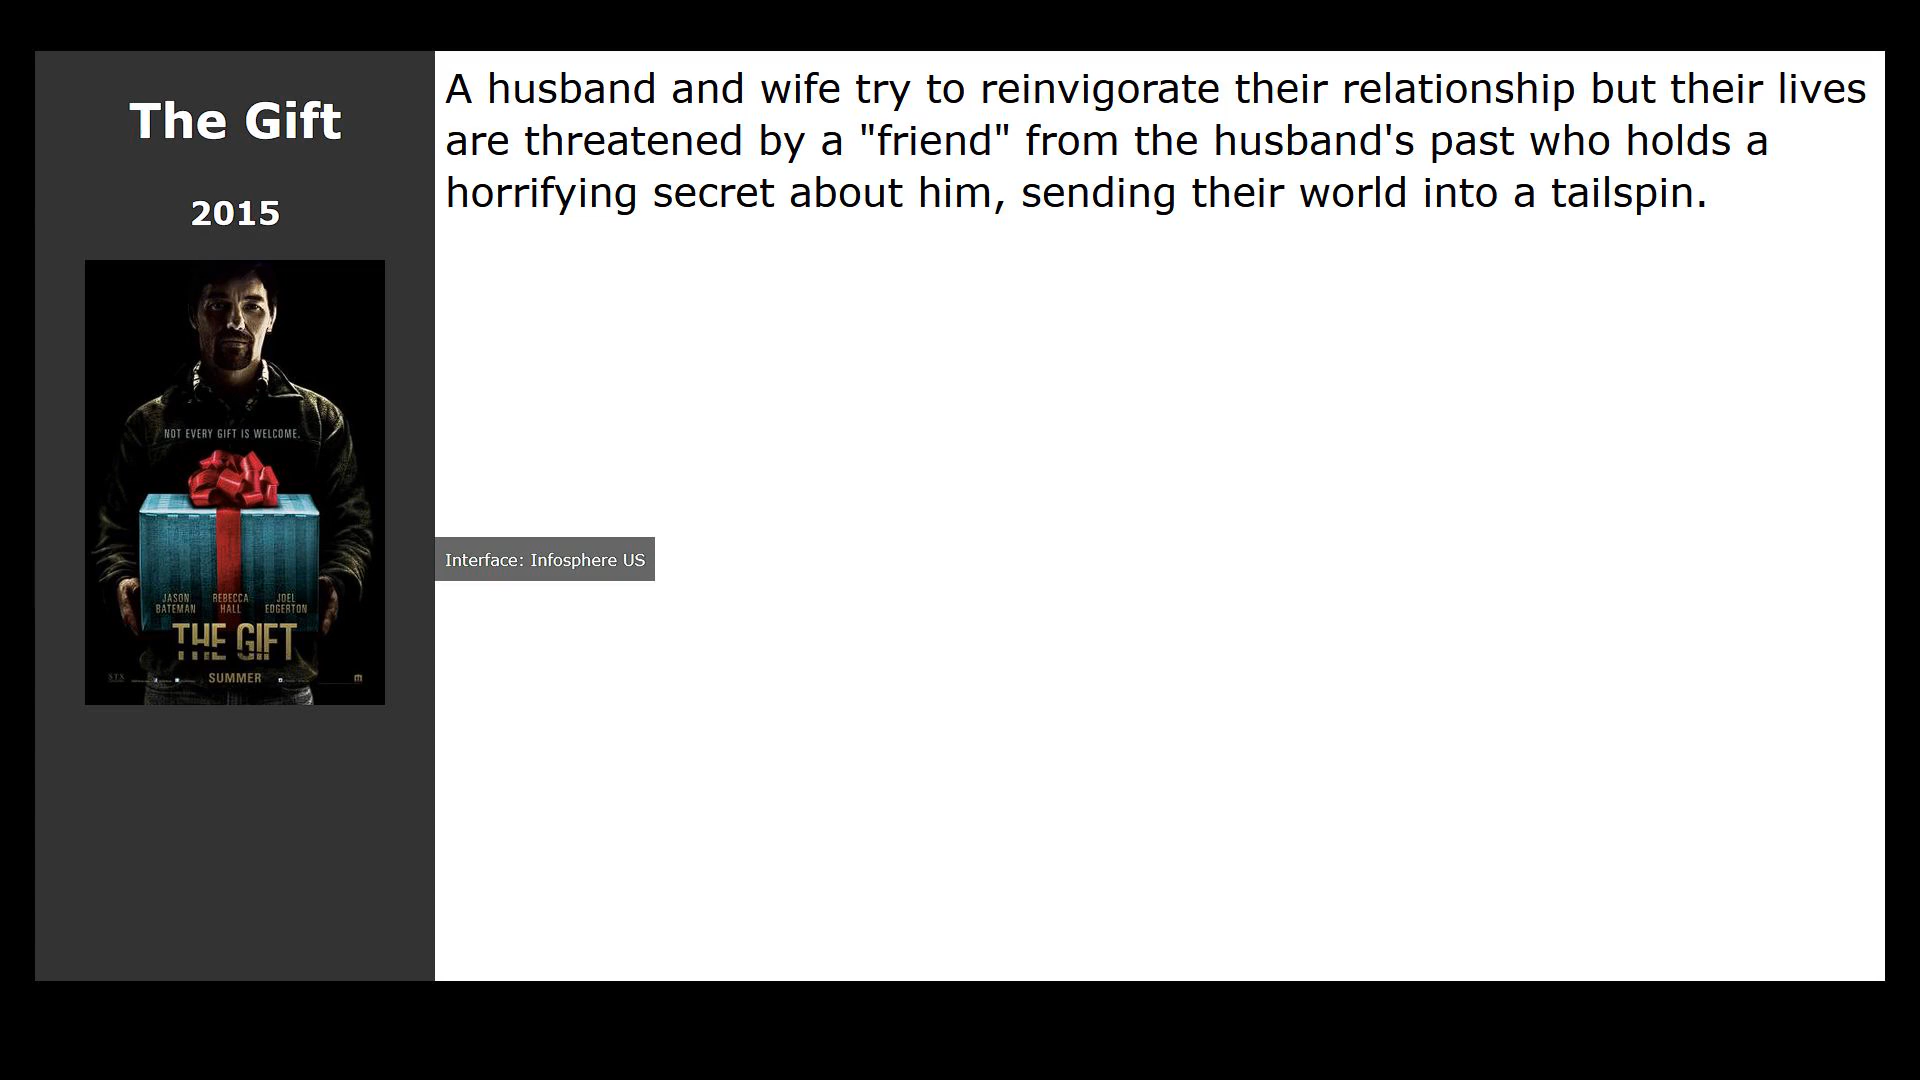 The Gift
2015
NOT EVERY GIFT IS WELCOME.
JASON BATEMAN
REBECCA HALL
JOEL EDGERTON
THE GIFT
STX
SUMMER
A husband and wife try to reinvigorate their relationship but their lives
are threatened by a "friend" from the husband's past who holds a
horrifying secret about him, sending their world into a tailspin.
Interface: Infosphere US